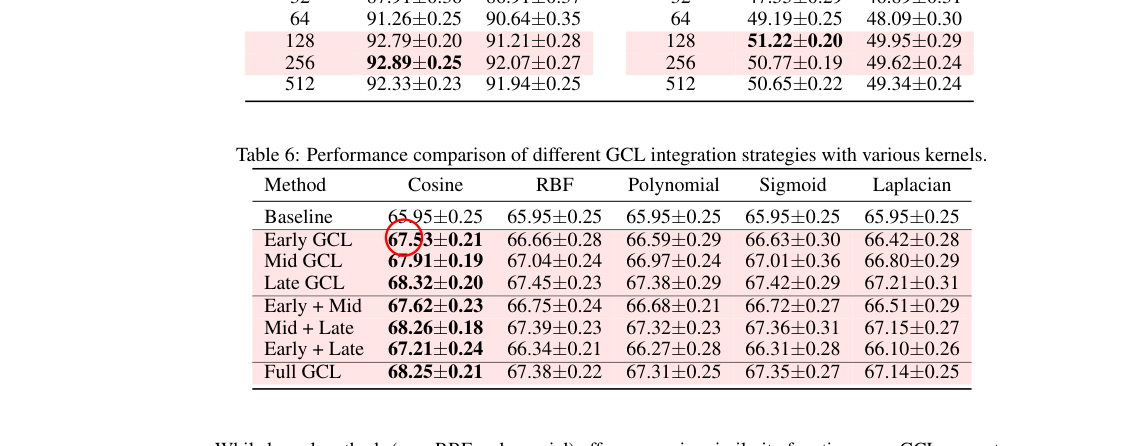 64 91.26±0.25 90.64±0.35 64 49.19±0.25 48.09±0.30
128 92.79±0.20 91.21±0.28 128 51.22±0.20 49.95±0.29
256 92.89±0.25 92.07±0.27 256 50.77±0.19 49.62±0.24
512 92.33±0.23 91.94±0.25 512 50.65±0.22 49.34±0.24
Table 6: Performance comparison of different GCL integration strategies with various kernels.
Method Cosine RBF Polynomial Sigmoid Laplacian
Baseline 65.95±0.25 65.95±0.25 65.95±0.25 65.95±0.25 65.95±0.25
Early GCL 67.53±0.21 66.66±0.28 66.59±0.29 66.63±0.30 66.42±0.28
Mid GCL 67.91±0.19 67.04±0.24 66.97±0.24 67.01±0.36 66.80±0.29
Late GCL 68.32±0.20 67.45±0.23 67.38±0.29 67.42±0.29 67.21±0.31
Early + Mid 67.62±0.23 66.75±0.24 66.68±0.21 66.72±0.27 66.51±0.29
Mid + Late 68.26±0.18 67.39±0.23 67.32±0.23 67.36±0.31 67.15±0.27
Early + Late 67.21±0.24 66.34±0.21 66.27±0.28 66.31±0.28 66.10±0.26
Full GCL 68.25±0.21 67.38±0.22 67.31±0.25 67.35±0.27 67.14±0.25